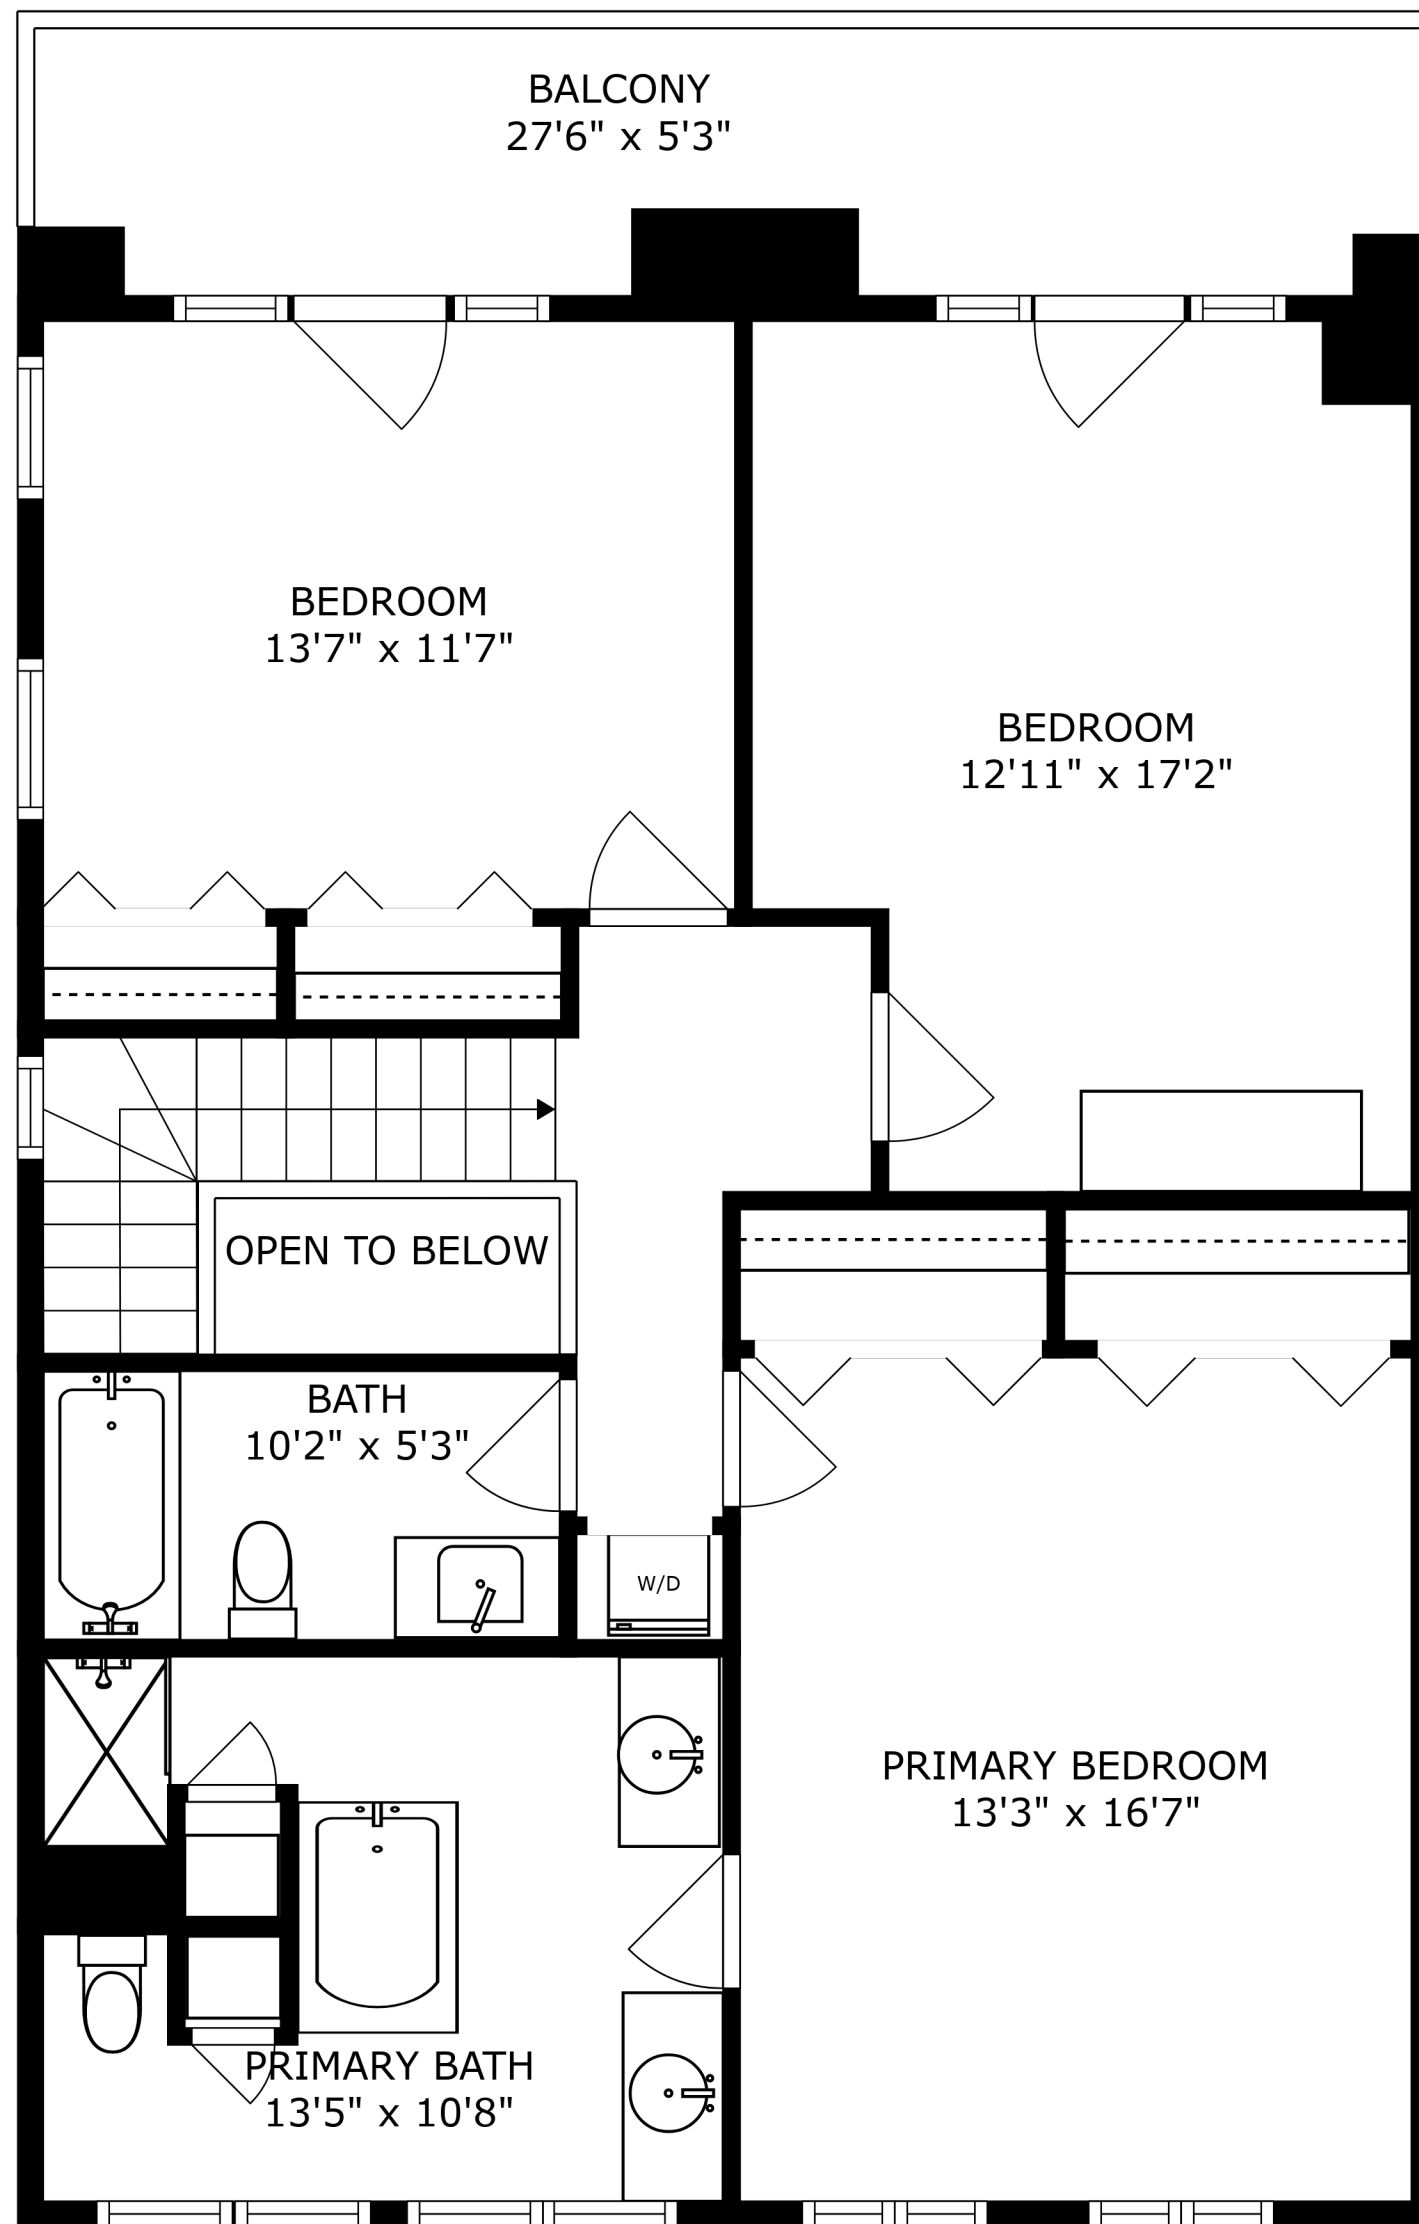 BALCONY
27'6" x 5'3"
BEDROOM
13'7" x 11'7"
BEDROOM
12'11" x 17'2"
OPEN TO BELOW
BATH
10'2" x 5'3"
W/D
PRIMARY BEDROOM
13'3" x 16'7"
PRIMARY BATH
13'5" x 10'8"